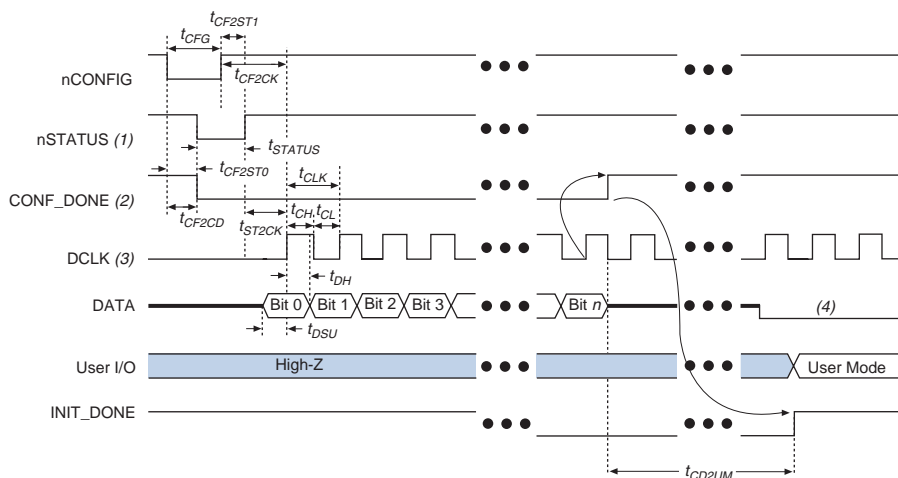 tCF2ST1
tCFG
nCONFIG
tCF2CK
nSTATUS (1)
tSTATUS
tCF2ST0
tCLK
CONF_DONE (2)
tCF2CD
tST2CK
tCH tCL
DCLK (3)
tDH
DATA
Bit 0 Bit 1 Bit 2 Bit 3 Bit n
(4)
tDSU
User I/O
High-Z
User Mode
INIT_DONE
tCD2UM